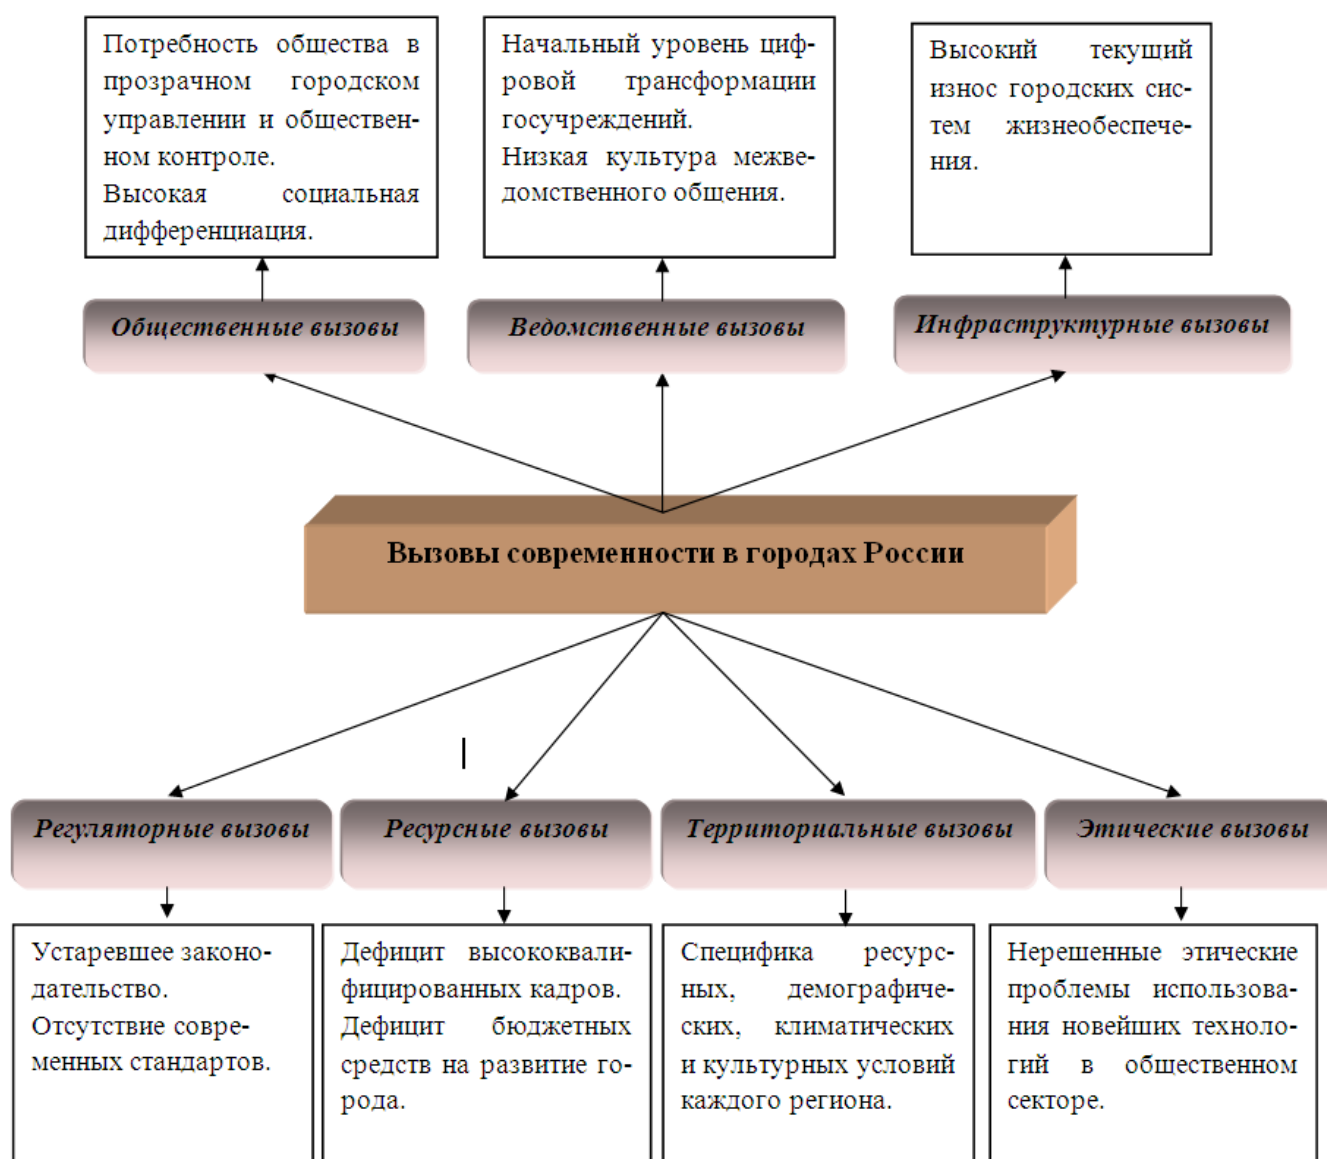 Потребность общества в
прозрачном городском
управлении и обществен-
ном контроле.
Высокая социальная
дифференциация.
Начальный уровень циф-
ровой трансформации
госучреждений.
Низкая культура межве-
домственного общения.
Высокий текущий
износ городских сис-
тем жизнеобеспече-
ния.
Общественные вызовы
Ведомственные вызовы
Инфраструктурные вызовы
Вызовы современности в городах России
Регуляторные вызовы
Ресурсные вызовы
Территориальные вызовы
Этические вызовы
Устаревшее законо-
дательство.
Отсутствие совре-
менных стандартов.
Дефицит высококвали-
фицированных кадров.
Дефицит бюджетных
средств на развитие го-
рода.
Специфика ресурс-
ных, демографиче-
ских, климатических
и культурных условий
каждого региона.
Нерешенные этические
проблемы использова-
ния новейших техноло-
гий в общественном
секторе.